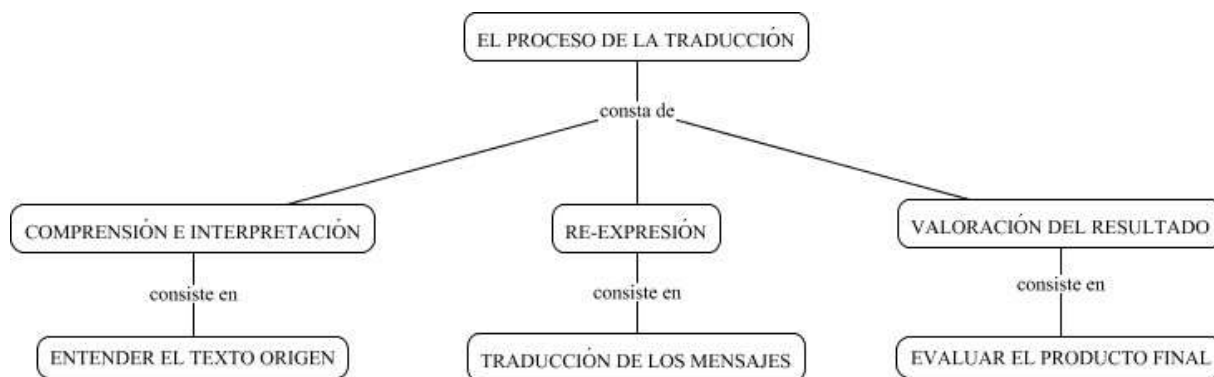 EL PROCESO DE LA TRADUCCIÓN
consta de
COMPRENSIÓN E INTERPRETACIÓN
RE-EXPRESIÓN
VALORACIÓN DEL RESULTADO
consiste en
consiste en
consiste en
ENTENDER EL TEXTO ORIGEN
TRADUCCIÓN DE LOS MENSAJES
EVALUAR EL PRODUCTO FINAL